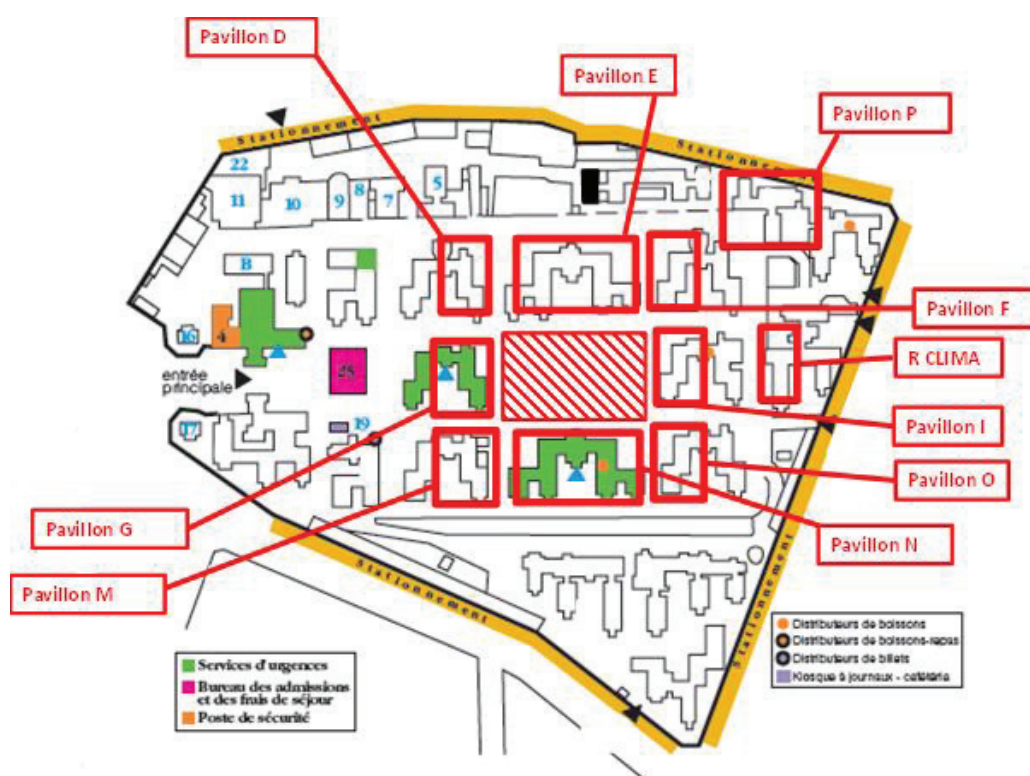 Pavillon D
Pavillon E
Pavillon P
Stationnement
Stationnement
22
11
10
9
8
7
5
B
Pavillon F
16
4
entrée
principale
25
R CLIMA
17
19
Pavillon I
Pavillon O
Pavillon G
Pavillon N
Pavillon M
Stationnement
Stationnement
Services d'urgences
Bureau des admissions
et des frais de séjour
Poste de sécurité
Distributeurs de boissons
Distributeurs de boissons-repas
Distributeurs de billets
Kiosque à journaux - cafétéria